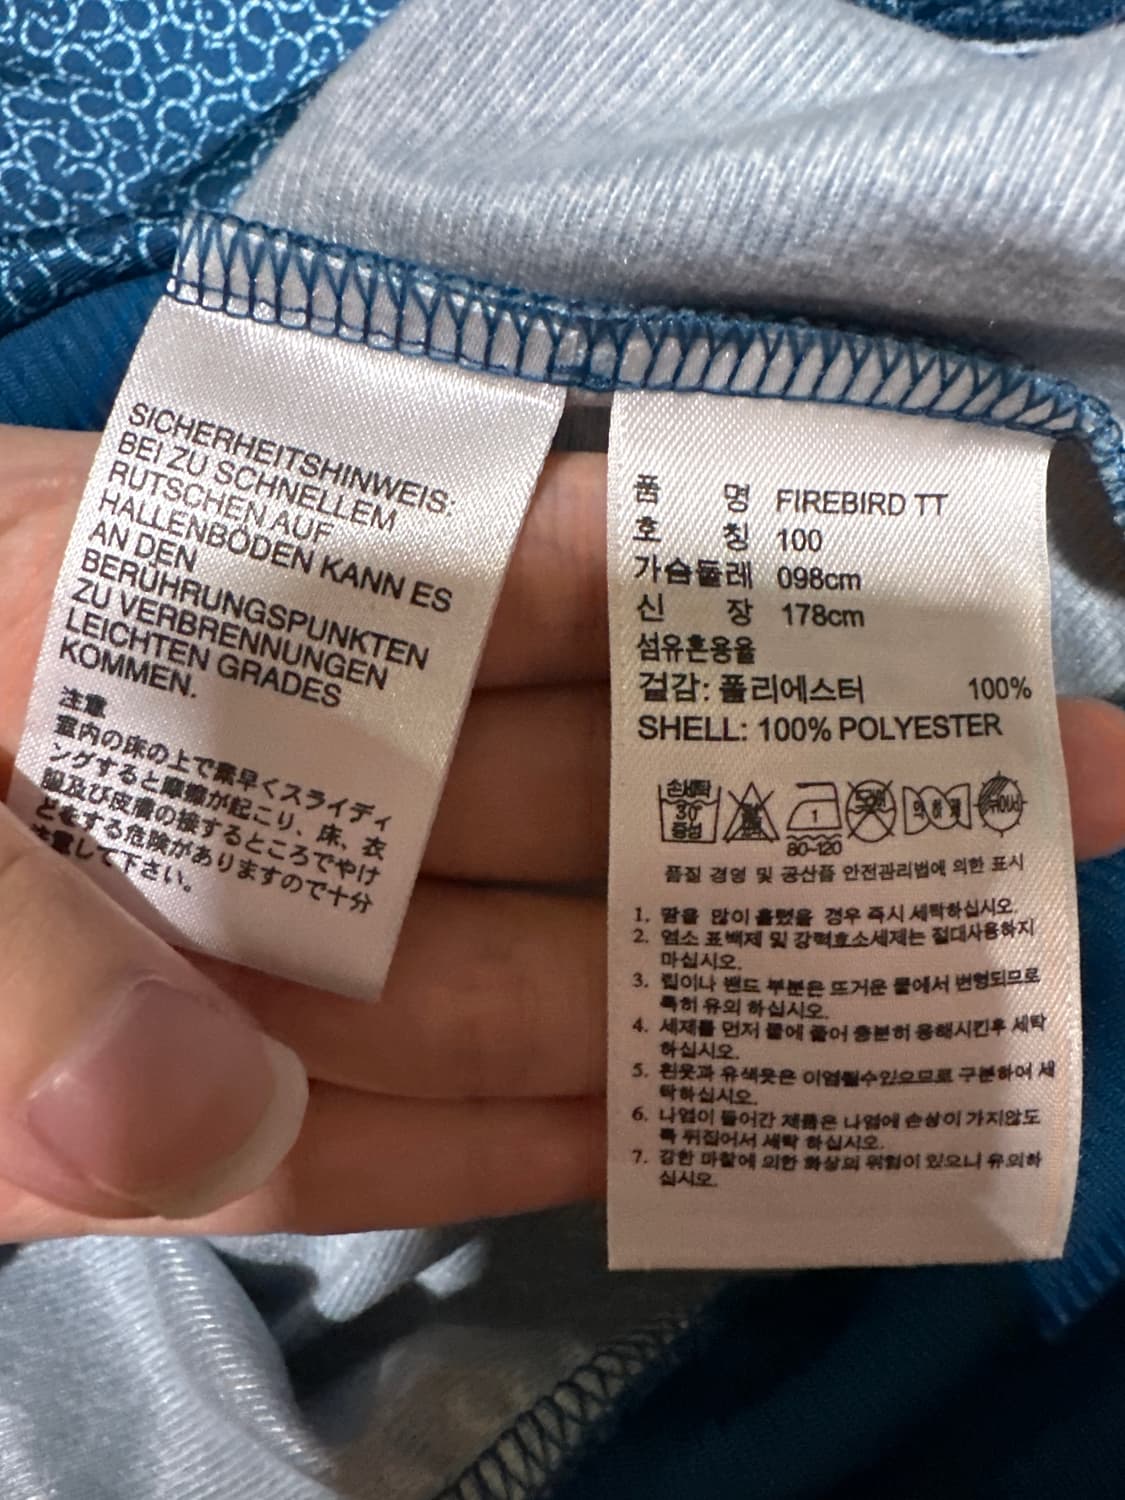 SICHERHEITSHINWEIS:
BEI ZU SCHNELLEM
RUTSCHEN AUF
HALLENBÖDEN KANN ES
AN DEN
BERÜHRUNGSPUNKTEN
ZU VERBRENNUNGEN
LEICHTEN GRADES
KOMMEN.
注意
室内の床の上で素早くスライディ
ングすると摩擦が起こり、床、衣
服及び皮膚の接するところでやけ
どをする危険がありますので十分
注意して下さい。
품 명 FIREBIRD TT
호 칭 100
가슴둘레 098cm
신 장 178cm
섬유혼용율
겉감: 폴리에스터 100%
SHELL: 100% POLYESTER
손세탁
30°
중성
1
80-120
품질 경영 및 공산품 안전관리법에 의한 표시
1. 땀을 많이 흘렸을 경우 즉시 세탁하십시오.
2. 염소 표백제 및 강력효소세제는 절대사용하지
마십시오.
3. 립이나 밴드 부분은 뜨거운 물에서 변형되므로
특히 유의 하십시오.
4. 세제를 먼저 물에 풀어 충분히 용해시킨후 세탁
하십시오.
5. 흰옷과 유색옷은 이염될수있으므로 구분하여 세
탁하십시오.
6. 나염이 들어간 제품은 나염에 손상이 가지않도
록 뒤집어서 세탁 하십시오.
7. 강한 마찰에 의한 화상의 위험이 있으니 유의하
십시오.